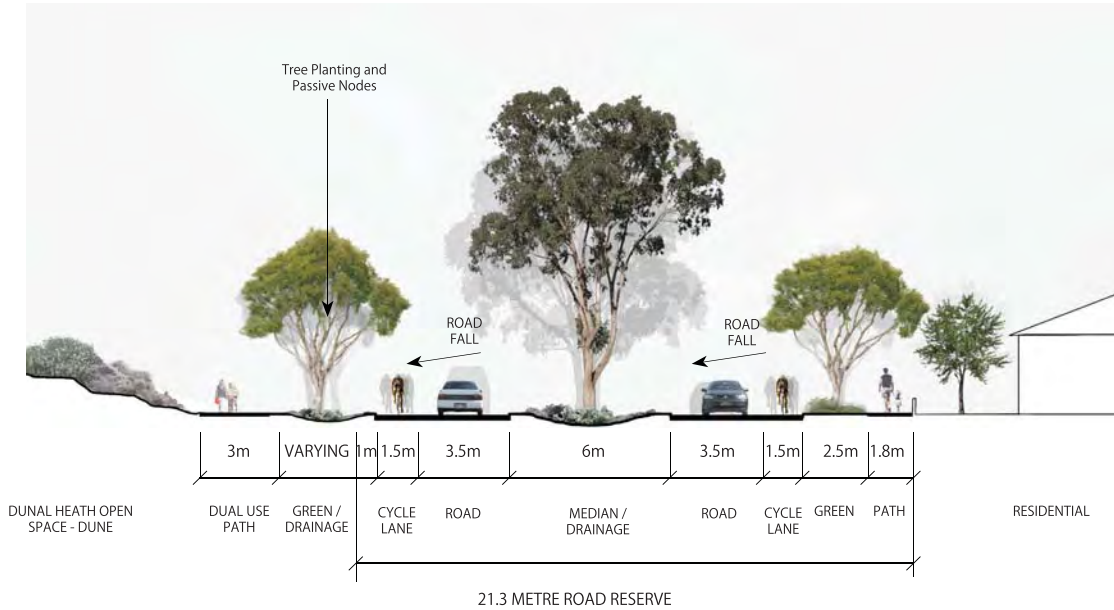 Tree Planting and
Passive Nodes
ROAD
FALL
ROAD
FALL
3m
VARYING
1m
1.5m
3.5m
6m
3.5m
1.5m
2.5m
1.8m
DUNAL HEATH OPEN
SPACE - DUNE
DUAL USE
PATH
GREEN /
DRAINAGE
CYCLE
LANE
ROAD
MEDIAN /
DRAINAGE
ROAD
CYCLE
LANE
GREEN
PATH
RESIDENTIAL
21.3 METRE ROAD RESERVE